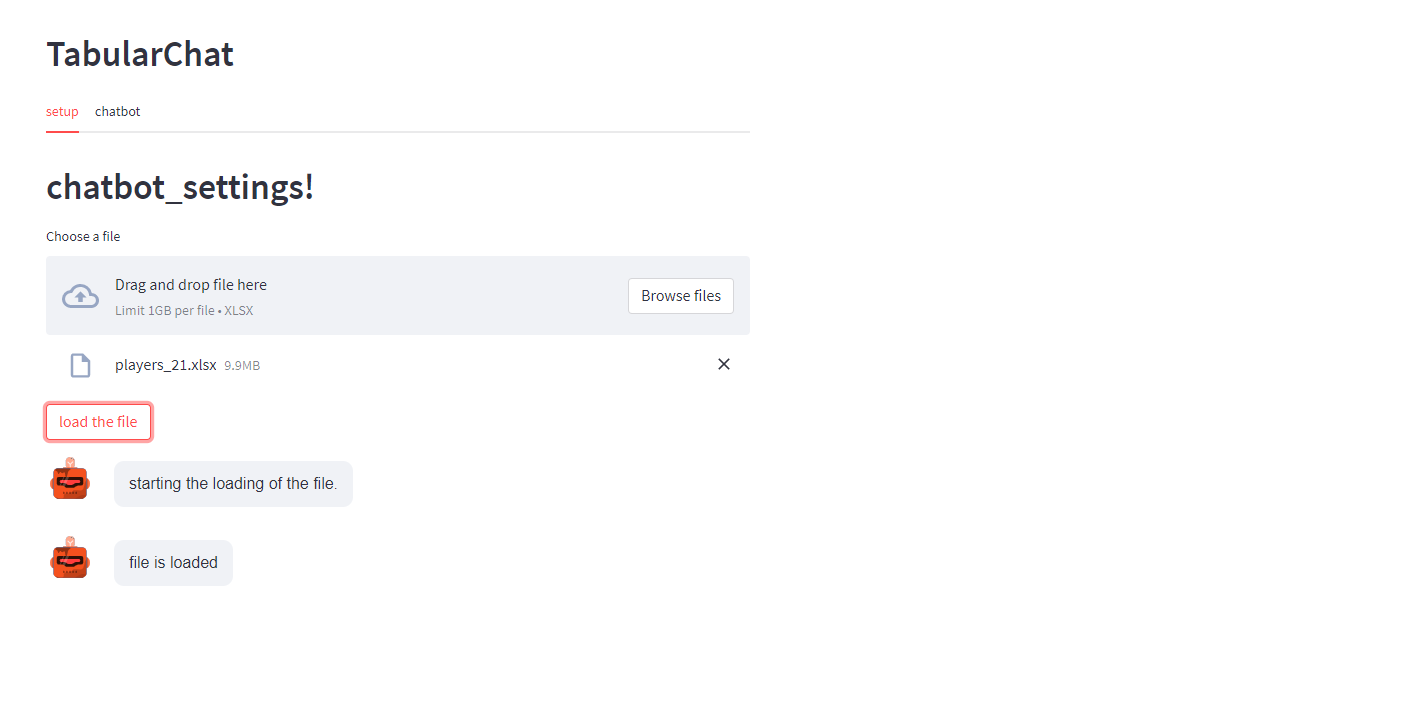 TabularChat
setup chatbot
chatbot_settings!
Choose a file
Drag and drop file here
Limit 1GB per file • XLSX
Browse files
players_21.xlsx 9.9MB
load the file
starting the loading of the file.
file is loaded